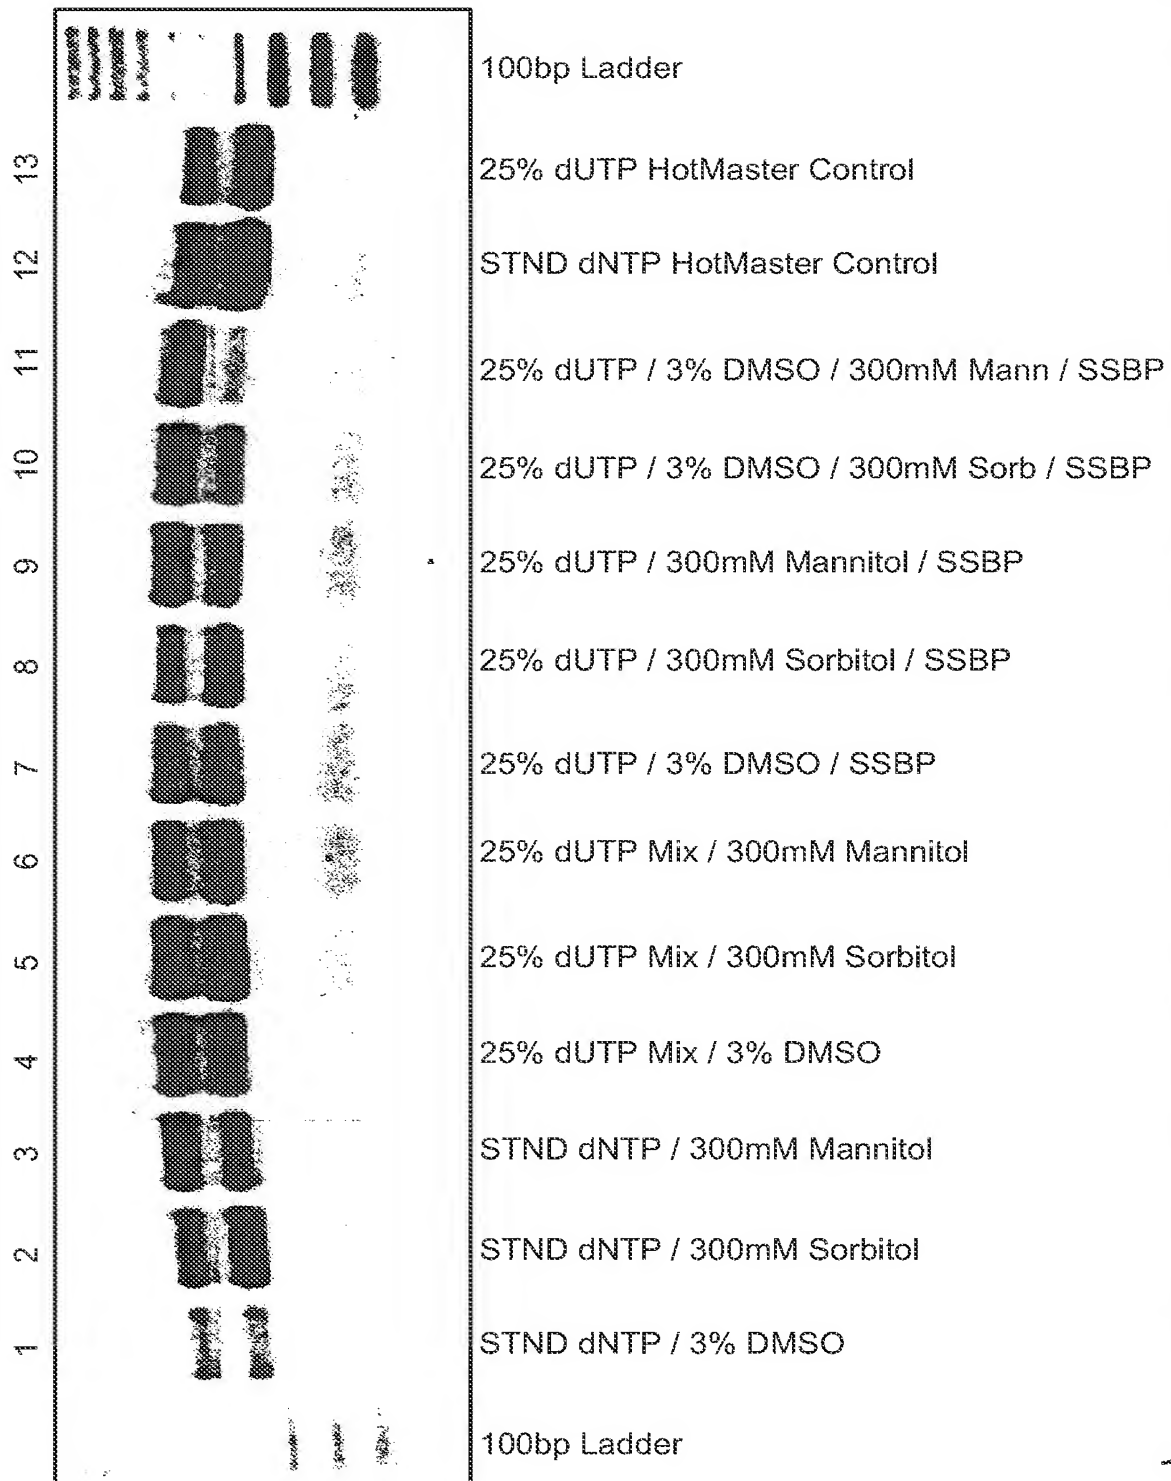 100bp Ladder
13 25% dUTP HotMaster Control
12 STND dNTP HotMaster Control
11 25% dUTP / 3% DMSO / 300mM Mann / SSBP
10 25% dUTP / 3% DMSO / 300mM Sorb / SSBP
9 25% dUTP / 300mM Mannitol / SSBP
8 25% dUTP / 300mM Sorbitol / SSBP
7 25% dUTP / 3% DMSO / SSBP
6 25% dUTP Mix / 300mM Mannitol
5 25% dUTP Mix / 300mM Sorbitol
4 25% dUTP Mix / 3% DMSO
3 STND dNTP / 300mM Mannitol
2 STND dNTP / 300mM Sorbitol
1 STND dNTP / 3% DMSO
100bp Ladder